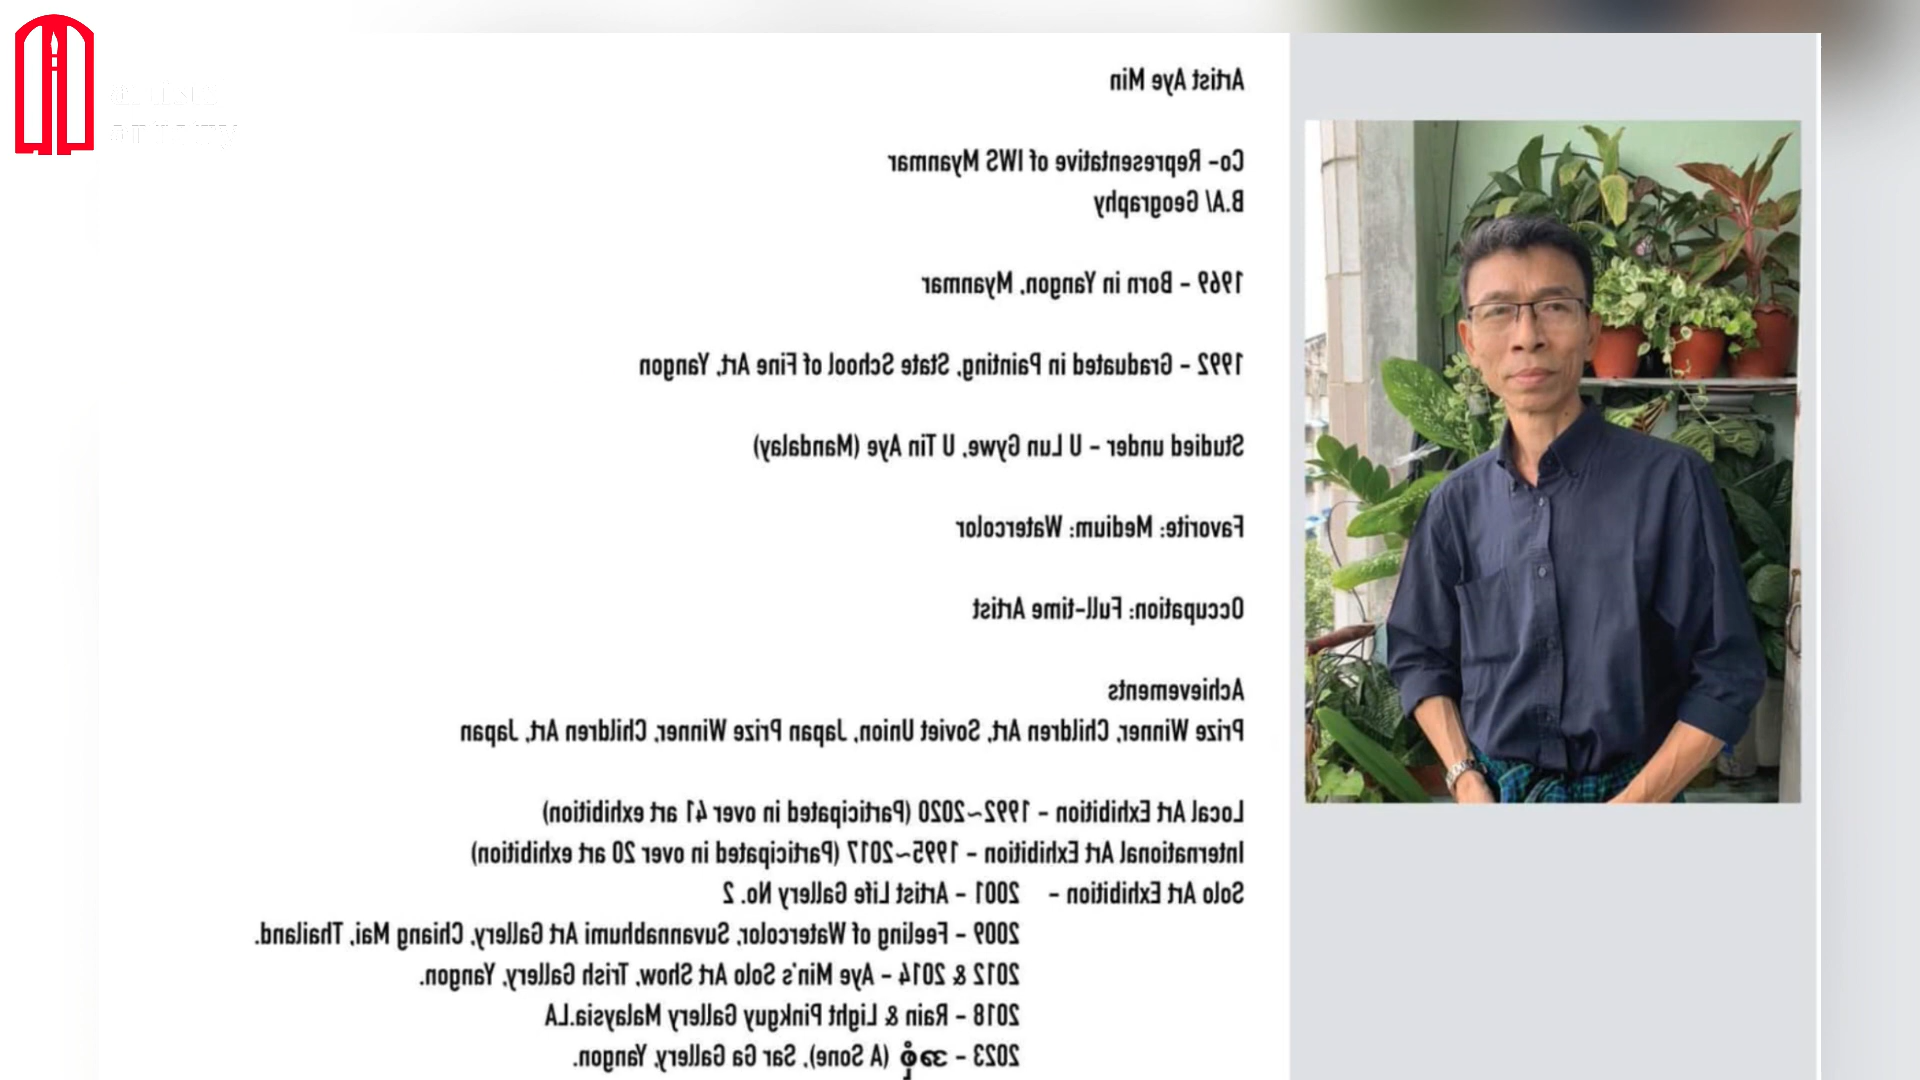 Artist Aye Min
Co- Representative of IWS Myanmar
B.A/ Geography
1969 - Born in Yangon, Myanmar
1992 - Graduated in Painting, State School of Fine Art, Yangon
Studied under - U Lun Gywe, U Tin Aye (Mandalay)
Favorite: Medium: Watercolor
Occupation: Full-time Artist
Achievements
Prize Winner, Children Art, Soviet Union, Japan Prize Winner, Children Art, Japan
Local Art Exhibition - 1992~2020 (Participated in over 41 art exhibition)
International Art Exhibition - 1995~2017 (Participated in over 20 art exhibition)
Solo Art Exhibition - 2001 - Artist Life Gallery No. 2
2009 - Feeling of Watercolor, Suvannabhumi Art Gallery, Chiang Mai, Thailand.
2012 & 2014 - Aye Min's Solo Art Show, Trish Gallery, Yangon.
2018 - Rain & Light Pinkguy Gallery Malaysia.LA
2023 - (A Sone), Sar Ga Gallery, Yangon.